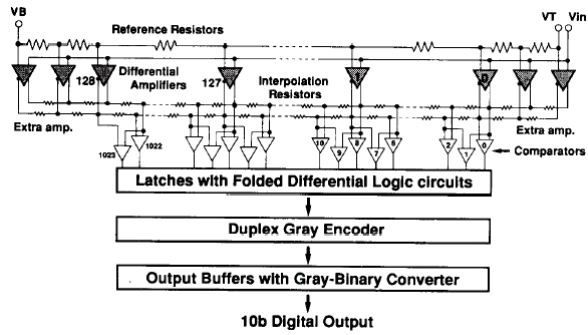 VB
VT Vin
Reference Resistors
128 Differential
Amplifiers
127
1
0
Interpolation
Resistors
Extra amp.
Extra amp.
1023
1022
10
9
8
7
6
2
1
0
Comparators
Latches with Folded Differential Logic circuits
Duplex Gray Encoder
Output Buffers with Gray-Binary Converter
10b Digital Output